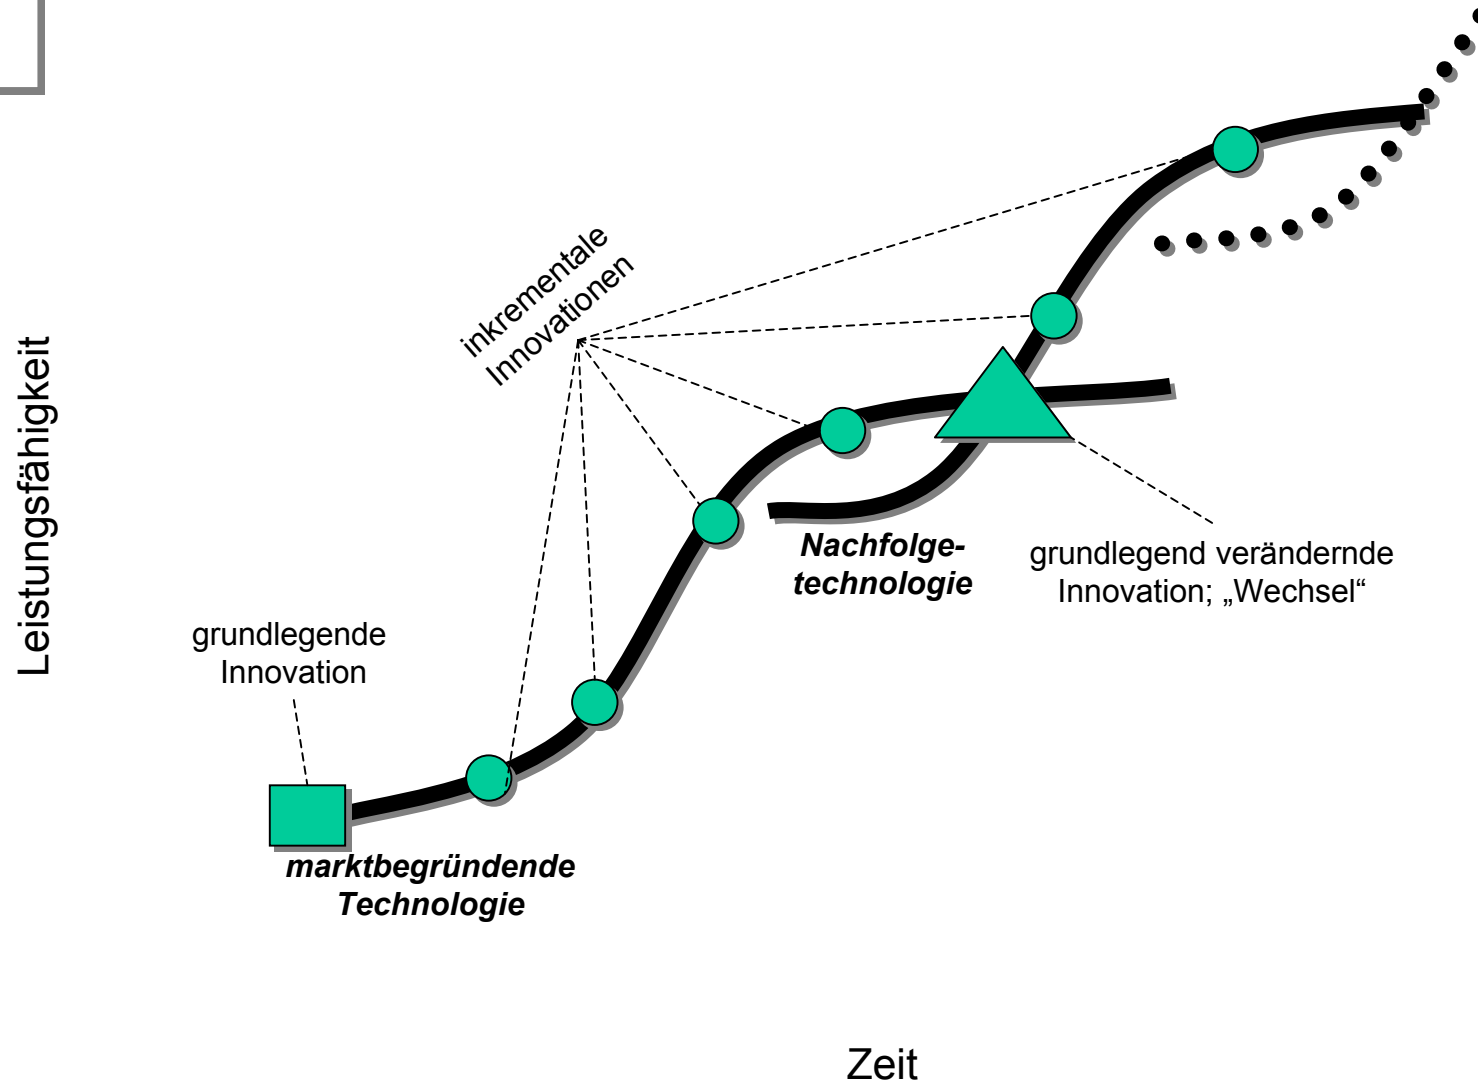 inkrementale
Innovationen
Leistungsfähigkeit
Nachfolge-
technologie
grundlegend verändernde
Innovation; „Wechsel“
grundlegende
Innovation
marktbegründende
Technologie
Zeit